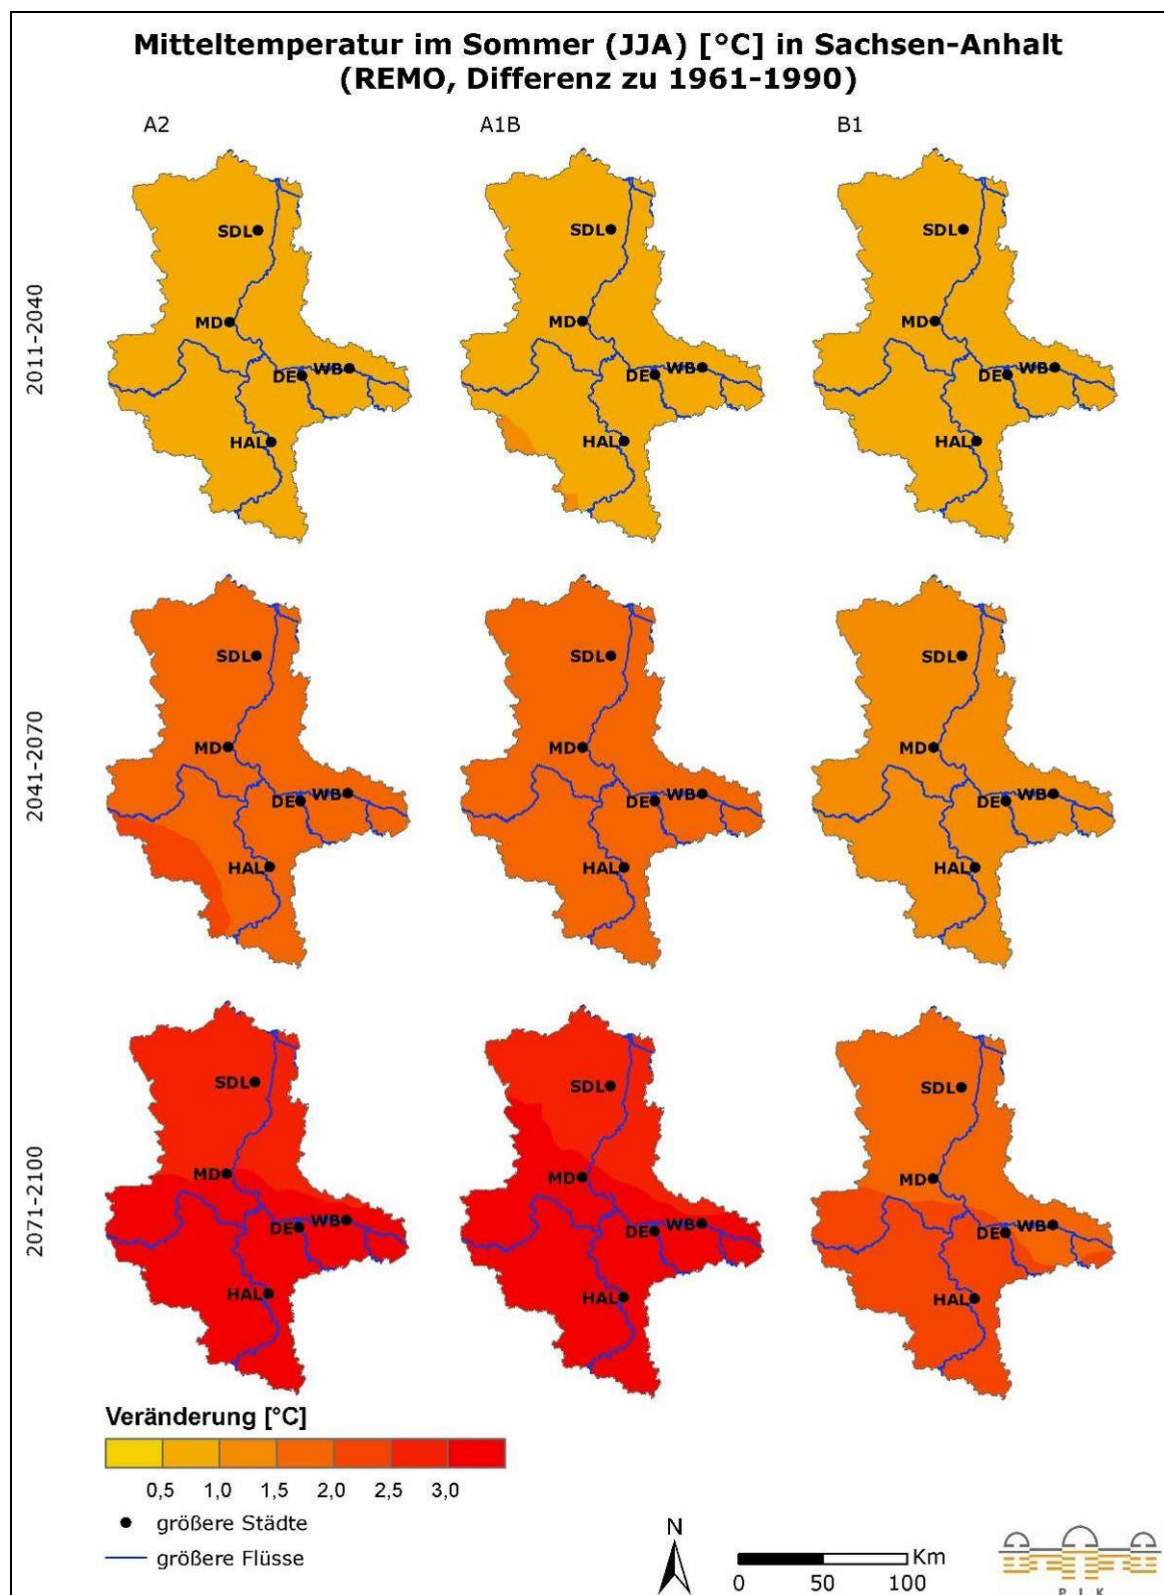 Mitteltemperatur im Sommer (JJA) [°C] in Sachsen-Anhalt
(REMO, Differenz zu 1961-1990)
A2
A1B
B1
2011-2040
SDL
MD
DE
WB
HAL
SDL
MD
DE
WB
HAL
SDL
MD
DE
WB
HAL
2041-2070
SDL
MD
DE
WB
HAL
SDL
MD
DE
WB
HAL
SDL
MD
DE
WB
HAL
2071-2100
SDL
MD
DE
WB
HAL
SDL
MD
DE
WB
HAL
SDL
MD
DE
WB
HAL
Veränderung [°C]
0,5 1,0 1,5 2,0 2,5 3,0
größere Städte
größere Flüsse
N
Km
0 50 100
P I K